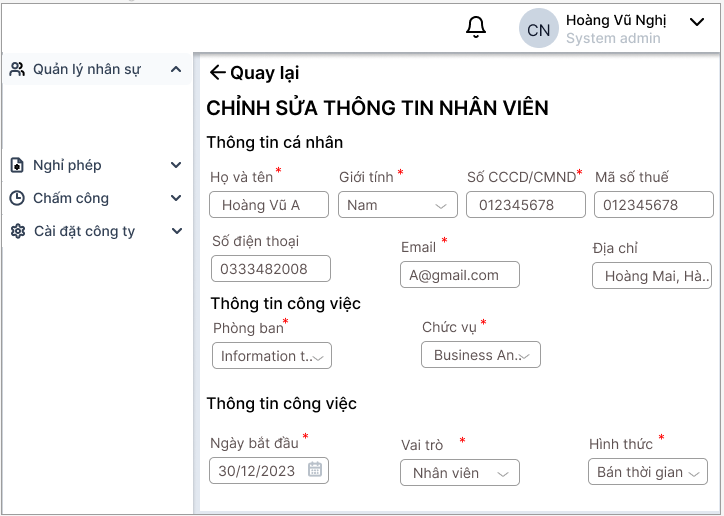 Hoàng Vũ Nghị
CN
System admin
Quản lý nhân sự
Nghỉ phép
Chấm công
Cài đặt công ty
Quay lại
CHỈNH SỬA THÔNG TIN NHÂN VIÊN
Thông tin cá nhân
Họ và tên * Giới tính * Số CCCD/CMND * Mã số thuế
Hoàng Vũ A Nam 012345678 012345678
Số điện thoại Email * Địa chỉ
0333482008 A@gmail.com Hoàng Mai, Hà..
Thông tin công việc
Phòng ban * Chức vụ *
Information t.. Business An..
Thông tin công việc
Ngày bắt đầu * Vai trò * Hình thức *
30/12/2023 Nhân viên Bán thời gian